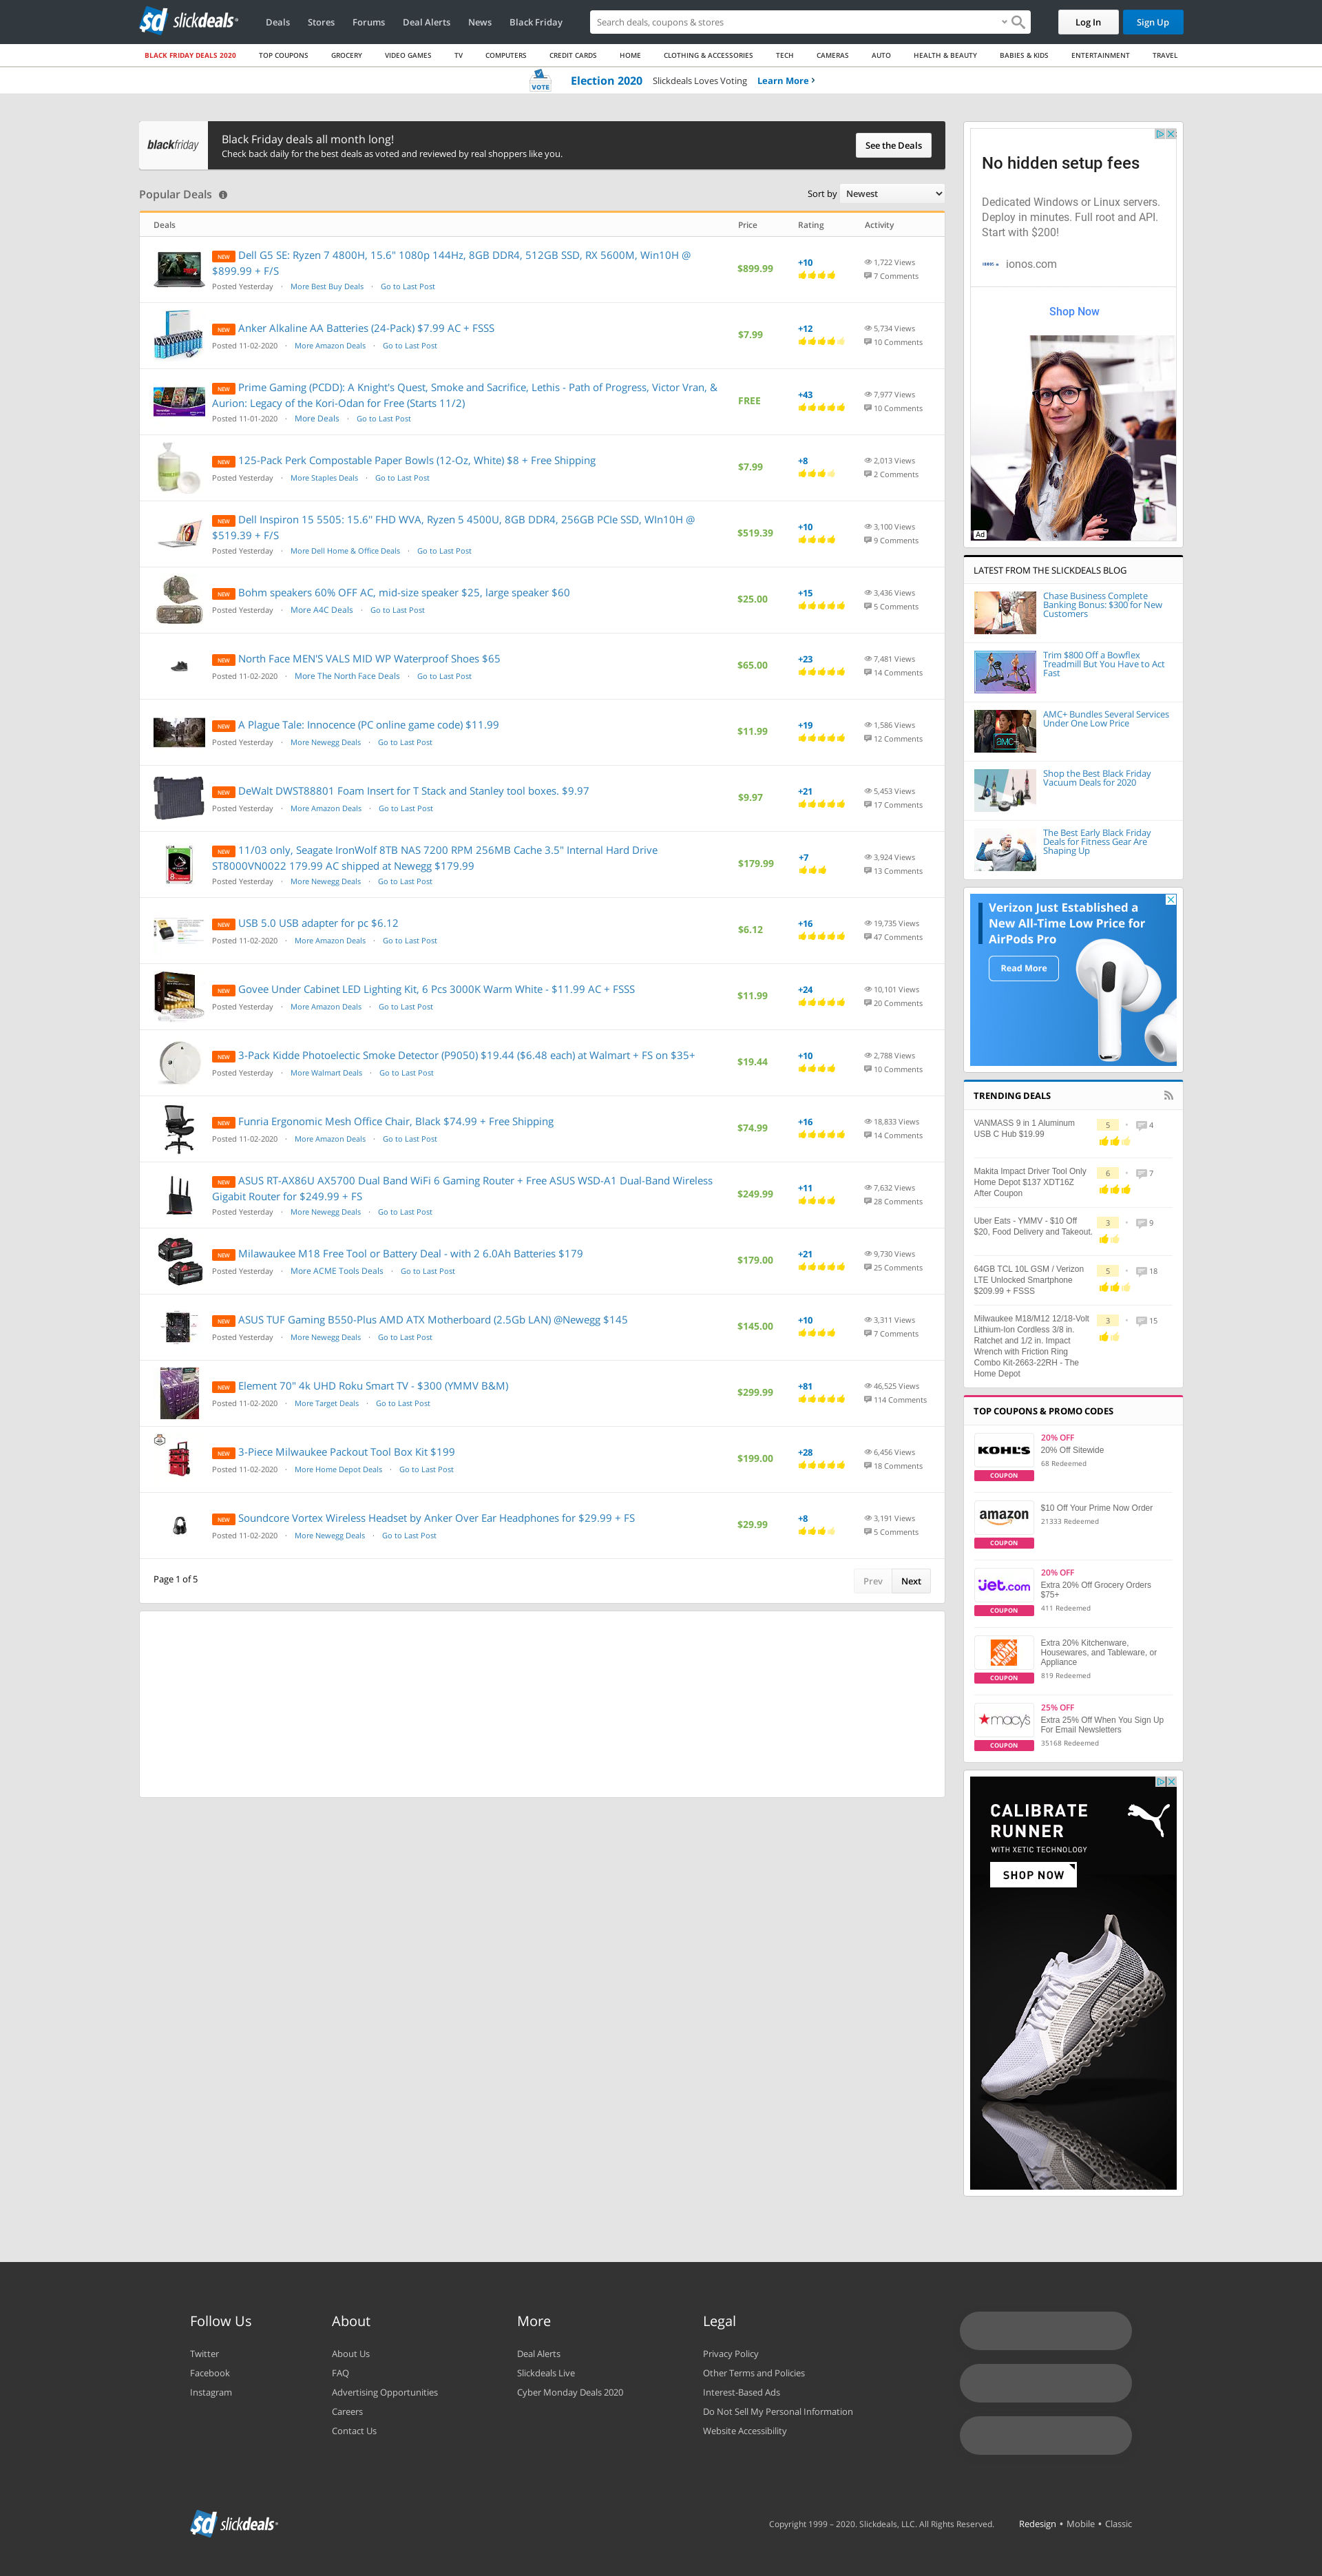 slickdeals
Deals Stores Forums Deal Alerts News Black Friday
Search deals, coupons & stores
Log In Sign Up
BLACK FRIDAY DEALS 2020 TOP COUPONS GROCERY VIDEO GAMES TV COMPUTERS CREDIT CARDS HOME CLOTHING & ACCESSORIES TECH CAMERAS AUTO HEALTH & BEAUTY BABIES & KIDS ENTERTAINMENT TRAVEL
VOTE Election 2020 Slickdeals Loves Voting Learn More ›
blackfriday
Black Friday deals all month long!
Check back daily for the best deals as voted and reviewed by real shoppers like you.
See the Deals
Popular Deals
Sort by Newest
Deals Price Rating Activity
NEW Dell G5 SE: Ryzen 7 4800H, 15.6" 1080p 144Hz, 8GB DDR4, 512GB SSD, RX 5600M, Win10H @
$899.99 + F/S
Posted Yesterday · More Best Buy Deals · Go to Last Post
$899.99
+10
1,722 Views
7 Comments
NEW Anker Alkaline AA Batteries (24-Pack) $7.99 AC + FSSS
Posted 11-02-2020 · More Amazon Deals · Go to Last Post
$7.99
+12
5,734 Views
10 Comments
NEW Prime Gaming (PCDD): A Knight's Quest, Smoke and Sacrifice, Lethis - Path of Progress, Victor Vran, &
Aurion: Legacy of the Kori-Odan for Free (Starts 11/2)
Posted 11-01-2020 · More Deals · Go to Last Post
FREE
+43
7,977 Views
10 Comments
NEW 125-Pack Perk Compostable Paper Bowls (12-Oz, White) $8 + Free Shipping
Posted Yesterday · More Staples Deals · Go to Last Post
$7.99
+8
2,013 Views
2 Comments
NEW Dell Inspiron 15 5505: 15.6" FHD WVA, Ryzen 5 4500U, 8GB DDR4, 256GB PCIe SSD, WIn10H @
$519.39 + F/S
Posted Yesterday · More Dell Home & Office Deals · Go to Last Post
$519.39
+10
3,100 Views
9 Comments
NEW Bohm speakers 60% OFF AC, mid-size speaker $25, large speaker $60
Posted Yesterday · More A4C Deals · Go to Last Post
$25.00
+15
3,436 Views
5 Comments
NEW North Face MEN'S VALS MID WP Waterproof Shoes $65
Posted 11-02-2020 · More The North Face Deals · Go to Last Post
$65.00
+23
7,481 Views
14 Comments
NEW A Plague Tale: Innocence (PC online game code) $11.99
Posted Yesterday · More Newegg Deals · Go to Last Post
$11.99
+19
1,586 Views
12 Comments
NEW DeWalt DWST88801 Foam Insert for T Stack and Stanley tool boxes. $9.97
Posted Yesterday · More Amazon Deals · Go to Last Post
$9.97
+21
5,453 Views
17 Comments
NEW 11/03 only, Seagate IronWolf 8TB NAS 7200 RPM 256MB Cache 3.5" Internal Hard Drive
ST8000VN0022 179.99 AC shipped at Newegg $179.99
Posted Yesterday · More Newegg Deals · Go to Last Post
$179.99
+7
3,924 Views
13 Comments
NEW USB 5.0 USB adapter for pc $6.12
Posted 11-02-2020 · More Amazon Deals · Go to Last Post
$6.12
+16
19,735 Views
47 Comments
NEW Govee Under Cabinet LED Lighting Kit, 6 Pcs 3000K Warm White - $11.99 AC + FSSS
Posted Yesterday · More Amazon Deals · Go to Last Post
$11.99
+24
10,101 Views
20 Comments
NEW 3-Pack Kidde Photoelectic Smoke Detector (P9050) $19.44 ($6.48 each) at Walmart + FS on $35+
Posted Yesterday · More Walmart Deals · Go to Last Post
$19.44
+10
2,788 Views
10 Comments
NEW Funria Ergonomic Mesh Office Chair, Black $74.99 + Free Shipping
Posted 11-02-2020 · More Amazon Deals · Go to Last Post
$74.99
+16
18,833 Views
14 Comments
NEW ASUS RT-AX86U AX5700 Dual Band WiFi 6 Gaming Router + Free ASUS WSD-A1 Dual-Band Wireless
Gigabit Router for $249.99 + FS
Posted Yesterday · More Newegg Deals · Go to Last Post
$249.99
+11
7,632 Views
28 Comments
NEW Milawaukee M18 Free Tool or Battery Deal - with 2 6.0Ah Batteries $179
Posted Yesterday · More ACME Tools Deals · Go to Last Post
$179.00
+21
9,730 Views
25 Comments
NEW ASUS TUF Gaming B550-Plus AMD ATX Motherboard (2.5Gb LAN) @Newegg $145
Posted Yesterday · More Newegg Deals · Go to Last Post
$145.00
+10
3,311 Views
7 Comments
NEW Element 70" 4k UHD Roku Smart TV - $300 (YMMV B&M)
Posted 11-02-2020 · More Target Deals · Go to Last Post
$299.99
+81
46,525 Views
114 Comments
NEW 3-Piece Milwaukee Packout Tool Box Kit $199
Posted 11-02-2020 · More Home Depot Deals · Go to Last Post
$199.00
+28
6,456 Views
18 Comments
NEW Soundcore Vortex Wireless Headset by Anker Over Ear Headphones for $29.99 + FS
Posted 11-02-2020 · More Newegg Deals · Go to Last Post
$29.99
+8
3,191 Views
5 Comments
Page 1 of 5
Prev Next
No hidden setup fees
Dedicated Windows or Linux servers.
Deploy in minutes. Full root and API.
Start with $200!
IONOS ionos.com
Shop Now
Ad
LATEST FROM THE SLICKDEALS BLOG
Chase Business Complete
Banking Bonus: $300 for New
Customers
Trim $800 Off a Bowflex
Treadmill But You Have to Act
Fast
AMC+
AMC+ Bundles Several Services
Under One Low Price
Shop the Best Black Friday
Vacuum Deals for 2020
The Best Early Black Friday
Deals for Fitness Gear Are
Shaping Up
Verizon Just Established a
New All-Time Low Price for
AirPods Pro
Read More
TRENDING DEALS
VANMASS 9 in 1 Aluminum
USB C Hub $19.99
5 • 4
Makita Impact Driver Tool Only
Home Depot $137 XDT16Z
After Coupon
6 • 7
Uber Eats - YMMV - $10 Off
$20, Food Delivery and Takeout.
3 • 9
64GB TCL 10L GSM / Verizon
LTE Unlocked Smartphone
$209.99 + FSSS
5 • 18
Milwaukee M18/M12 12/18-Volt
Lithium-Ion Cordless 3/8 in.
Ratchet and 1/2 in. Impact
Wrench with Friction Ring
Combo Kit-2663-22RH - The
Home Depot
3 • 15
TOP COUPONS & PROMO CODES
KOHL'S
COUPON
20% OFF
20% Off Sitewide
68 Redeemed
amazon
COUPON
$10 Off Your Prime Now Order
21333 Redeemed
jet.com
COUPON
20% OFF
Extra 20% Off Grocery Orders
$75+
411 Redeemed
THE HOME DEPOT
COUPON
Extra 20% Kitchenware,
Housewares, and Tableware, or
Appliance
819 Redeemed
macy's
COUPON
25% OFF
Extra 25% Off When You Sign Up
For Email Newsletters
35168 Redeemed
CALIBRATE
RUNNER
WITH XETIC TECHNOLOGY
SHOP NOW
Follow Us
Twitter
Facebook
Instagram
About
About Us
FAQ
Advertising Opportunities
Careers
Contact Us
More
Deal Alerts
Slickdeals Live
Cyber Monday Deals 2020
Legal
Privacy Policy
Other Terms and Policies
Interest-Based Ads
Do Not Sell My Personal Information
Website Accessibility
slickdeals
Copyright 1999 – 2020. Slickdeals, LLC. All Rights Reserved.
Redesign • Mobile • Classic